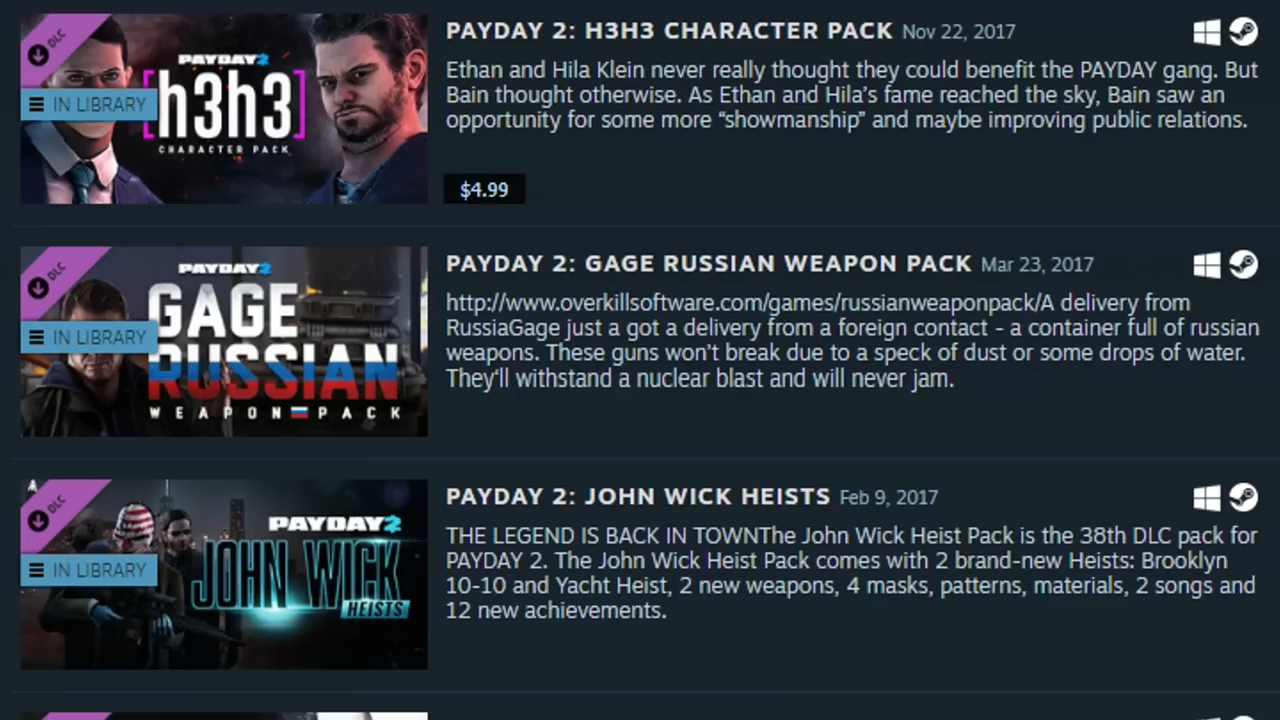 DLC
IN LIBRARY
PAYDAY 2
[h3h3]
CHARACTER PACK
PAYDAY 2: H3H3 CHARACTER PACK Nov 22, 2017
Ethan and Hila Klein never really thought they could benefit the PAYDAY gang. But
Bain thought otherwise. As Ethan and Hila’s fame reached the sky, Bain saw an
opportunity for some more “showmanship” and maybe improving public relations.
$4.99
DLC
IN LIBRARY
PAYDAY 2
GAGE
RUSSIAN
WEAPON PACK
PAYDAY 2: GAGE RUSSIAN WEAPON PACK Mar 23, 2017
http://www.overkillsoftware.com/games/russianweaponpack/A delivery from
RussiaGage just a got a delivery from a foreign contact - a container full of russian
weapons. These guns won’t break due to a speck of dust or some drops of water.
They’ll withstand a nuclear blast and will never jam.
DLC
IN LIBRARY
PAYDAY 2
JOHN WICK
HEISTS
PAYDAY 2: JOHN WICK HEISTS Feb 9, 2017
THE LEGEND IS BACK IN TOWNThe John Wick Heist Pack is the 38th DLC pack for
PAYDAY 2. The John Wick Heist Pack comes with 2 brand-new Heists: Brooklyn
10-10 and Yacht Heist, 2 new weapons, 4 masks, patterns, materials, 2 songs and
12 new achievements.